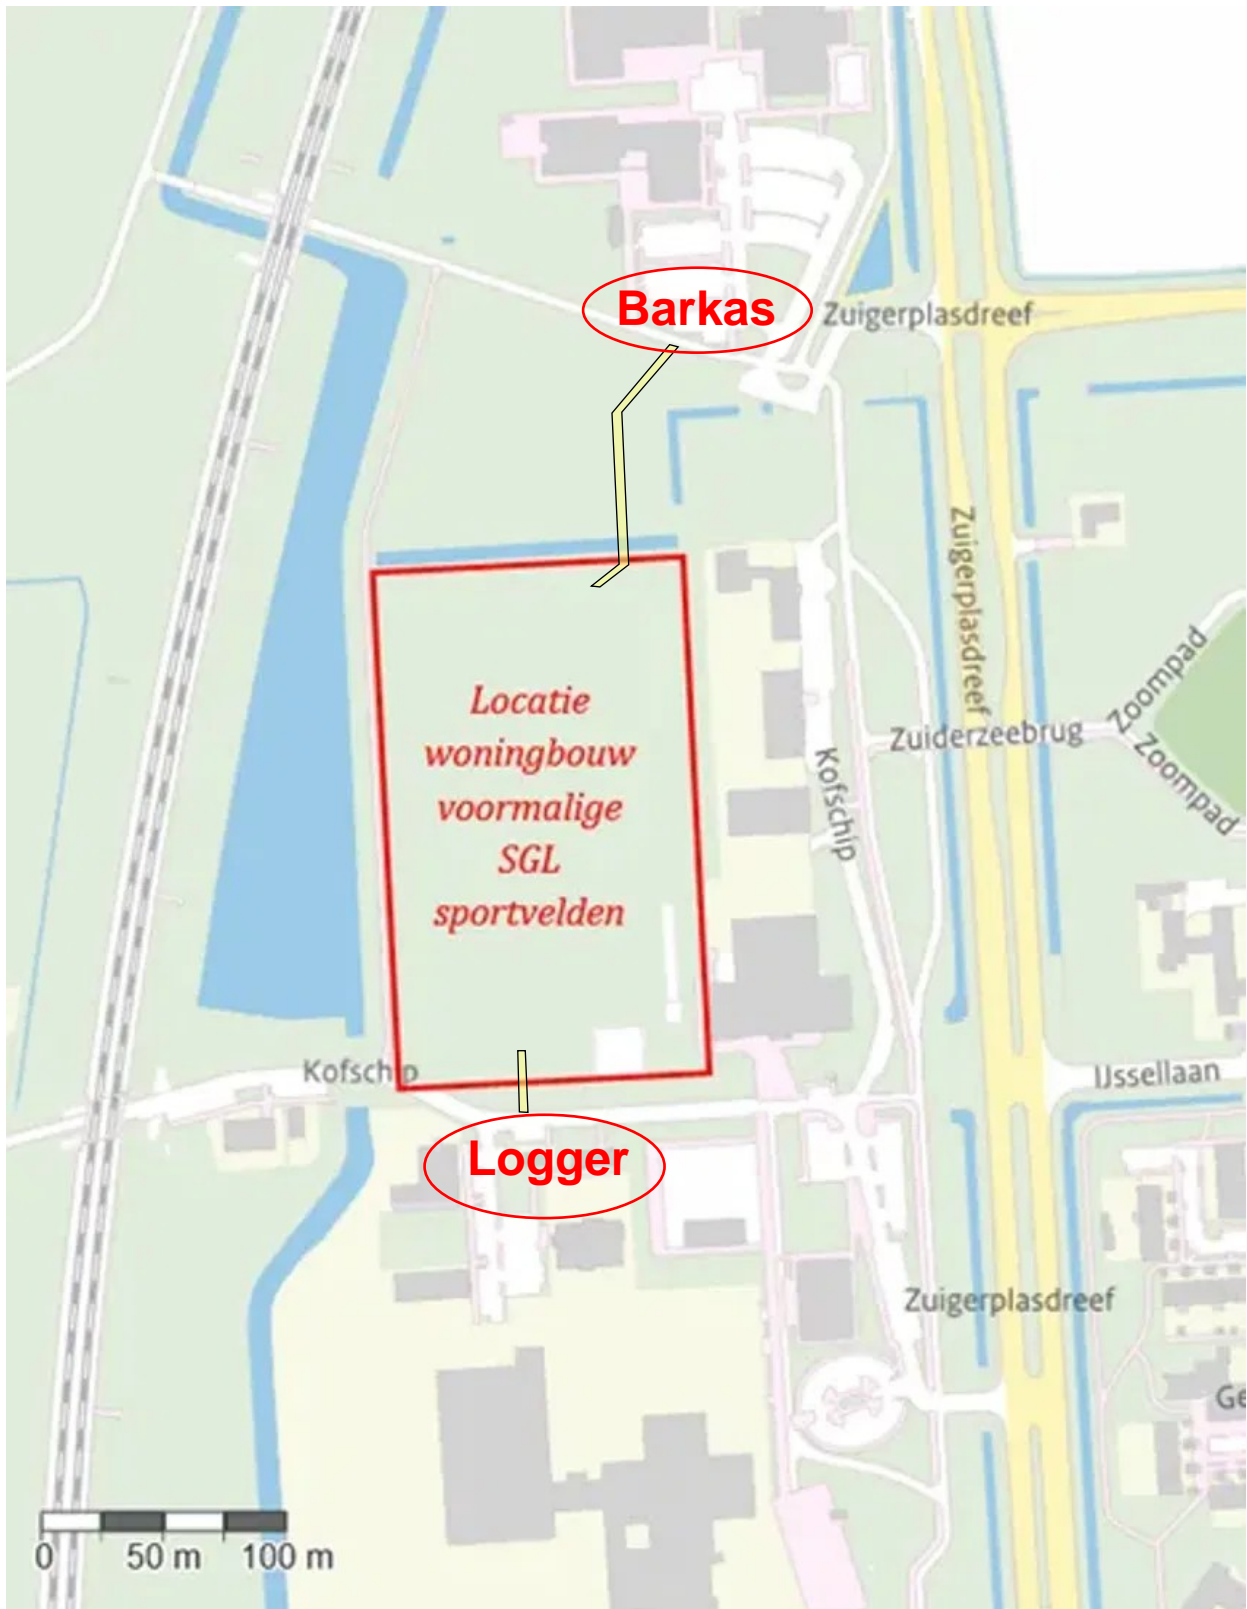 Barkas
Zuigerplasdreef
Zuigerplasdreef
Locatie
woningbouw
voormalige
SGL
sportvelden
Zoompad
Zoompad
Zuiderzeebrug
Kofschip
Kofschip
IJssellaan
Logger
Zuigerplasdreef
Ge
0 50 m 100 m